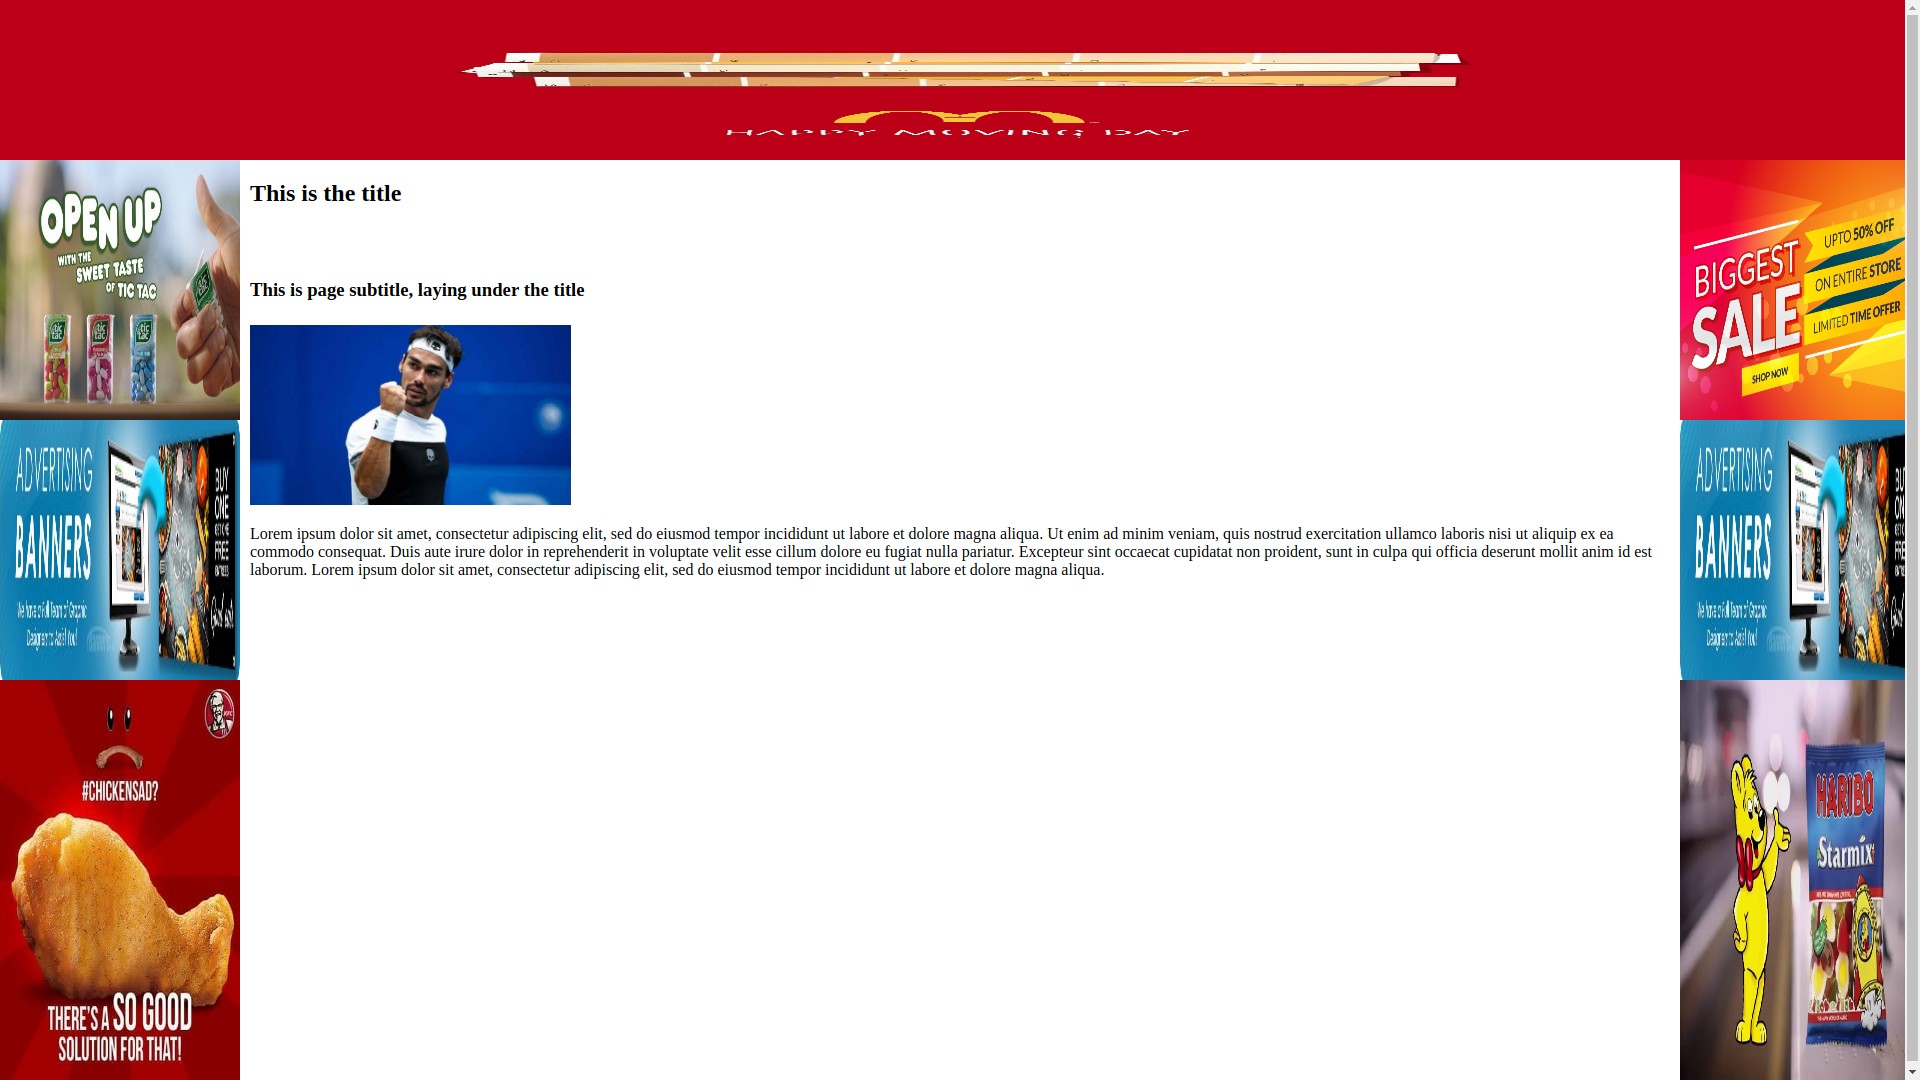 HAPPY MOVING DAY
OPEN UP
WITH THE
SWEET TASTE
OF TIC TAC
tic tac
tic tac
tic tac
This is the title
This is page subtitle, laying under the title
Lorem ipsum dolor sit amet, consectetur adipiscing elit, sed do eiusmod tempor incididunt ut labore et dolore magna aliqua. Ut enim ad minim veniam, quis nostrud exercitation ullamco laboris nisi ut aliquip ex ea
commodo consequat. Duis aute irure dolor in reprehenderit in voluptate velit esse cillum dolore eu fugiat nulla pariatur. Excepteur sint occaecat cupidatat non proident, sunt in culpa qui officia deserunt mollit anim id est
laborum. Lorem ipsum dolor sit amet, consectetur adipiscing elit, sed do eiusmod tempor incididunt ut labore et dolore magna aliqua.
BIGGEST
SALE
UPTO 50% OFF
ON ENTIRE STORE
LIMITED TIME OFFER
SHOP NOW
ADVERTISING
BANNERS
We have a Full Team of Graphic
Designers to Assist You!
BUY
ONE
GET ONE
FREE
ADVERTISING
BANNERS
We have a Full Team of Graphic
Designers to Assist You!
KFC
#CHICKENSAD?
THERE'S A SO GOOD
SOLUTION FOR THAT!
HARIBO
Starmix